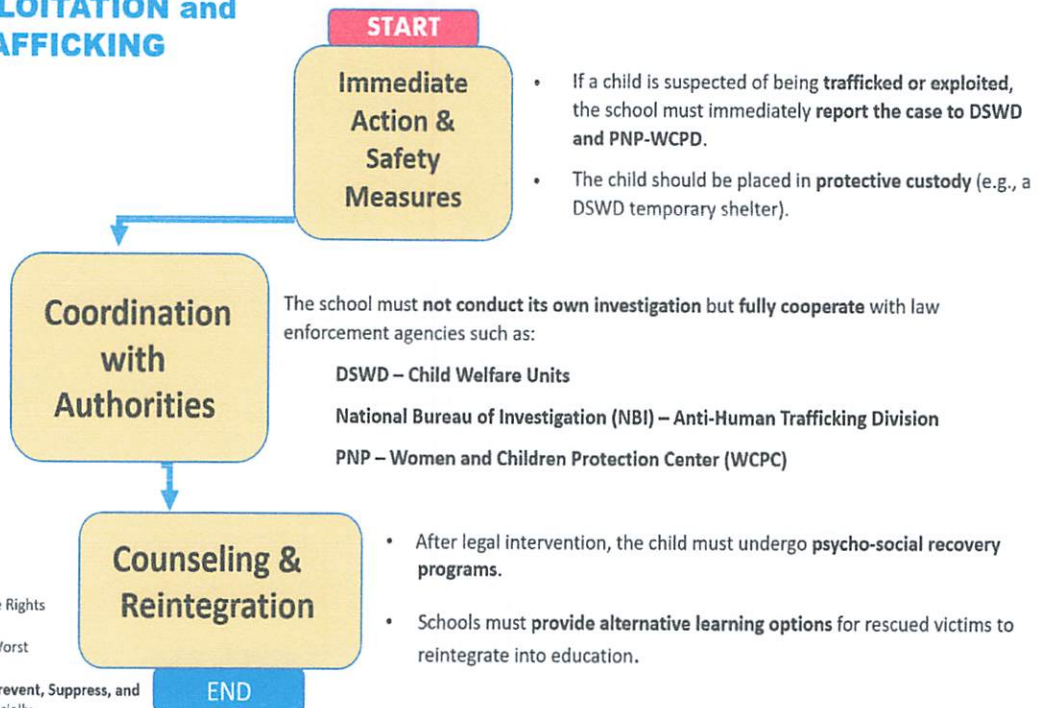 LOITATION and
AFFICKING
START
Immediate
Action &
Safety
Measures
• If a child is suspected of being trafficked or exploited,
the school must immediately report the case to DSWD
and PNP-WCPD.
• The child should be placed in protective custody (e.g., a
DSWD temporary shelter).
Coordination
with
Authorities
The school must not conduct its own investigation but fully cooperate with law
enforcement agencies such as:
DSWD – Child Welfare Units
National Bureau of Investigation (NBI) – Anti-Human Trafficking Division
PNP – Women and Children Protection Center (WCPC)
Counseling &
Reintegration
• After legal intervention, the child must undergo psycho-social recovery
programs.
• Schools must provide alternative learning options for rescued victims to
reintegrate into education.
Rights
Prevent, Suppress, and
END